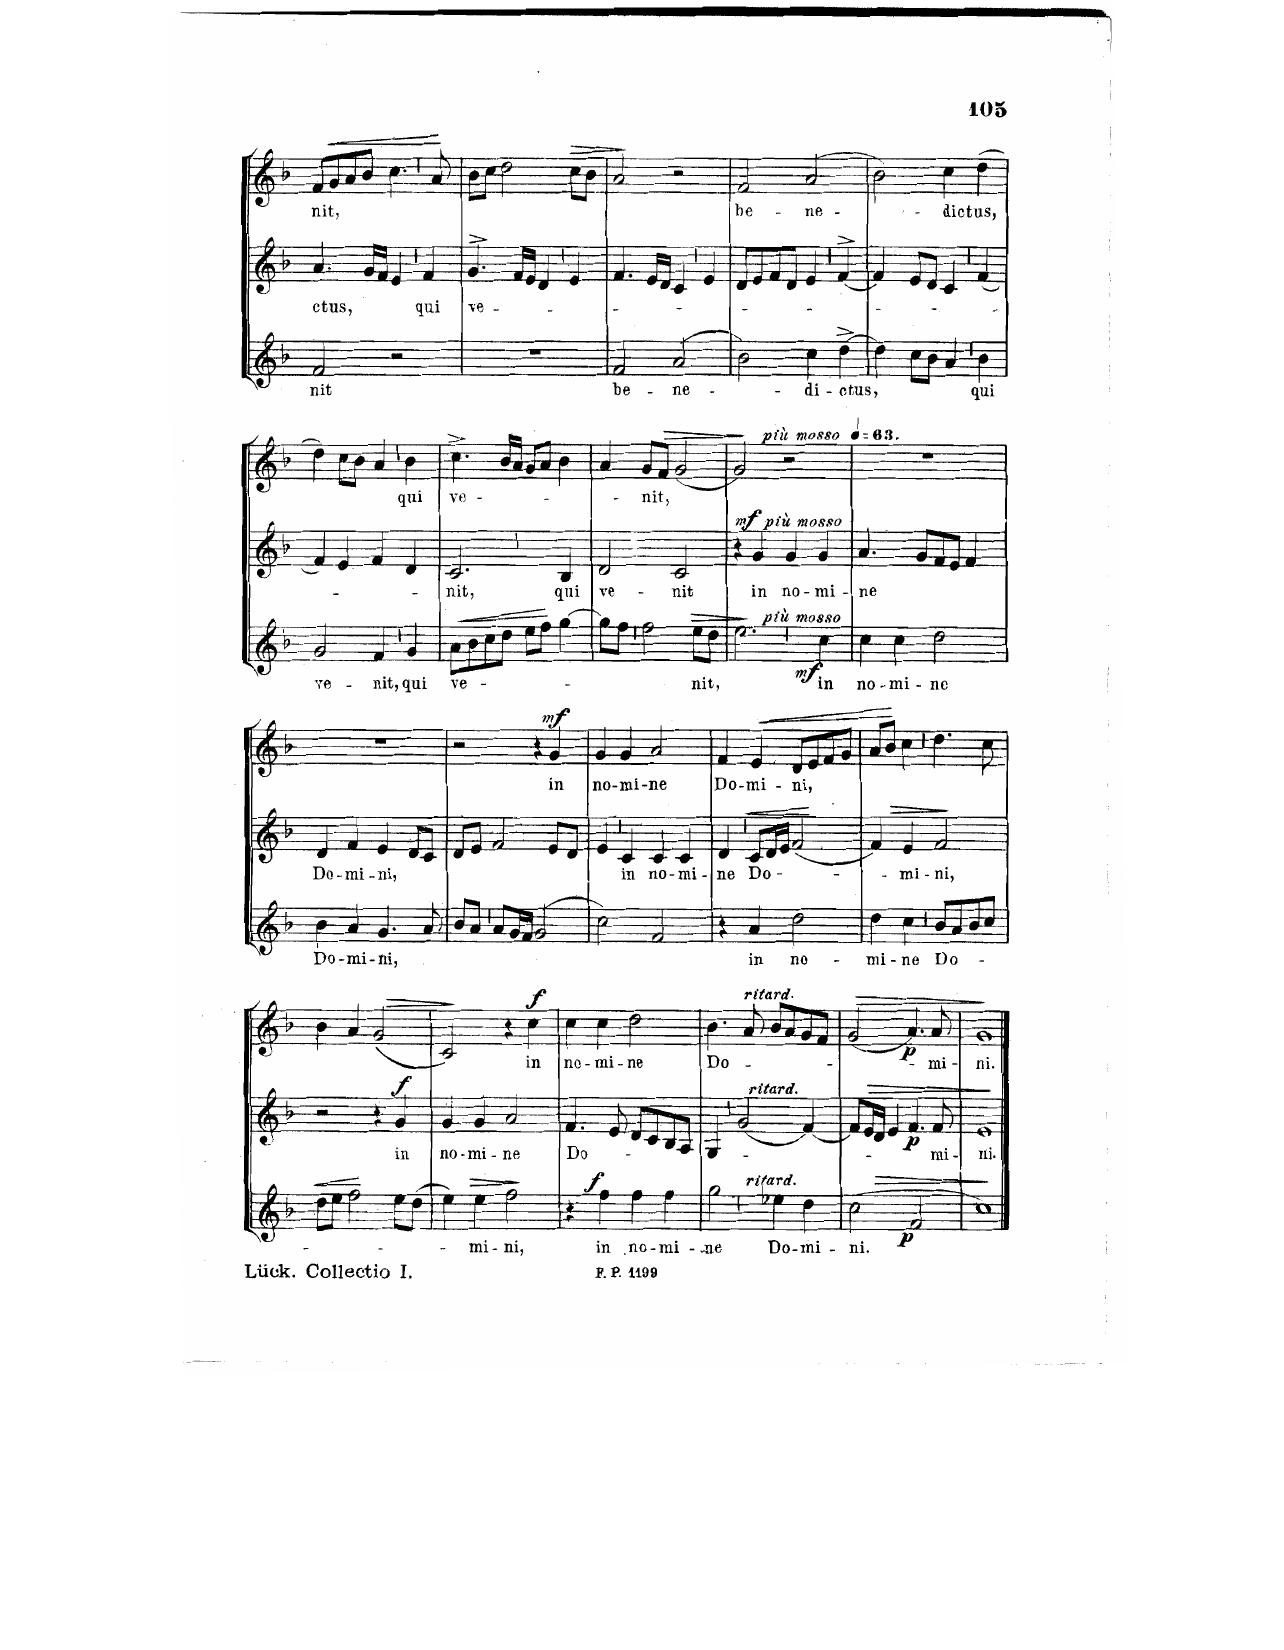 105
nit, be - ne - - dictus,
ctus, qui ve - - - - - - - - -
nit be - ne - - di - ctus, qui
qui ve - - - nit,
più mosso = 63.
- - - nit, qui ve - nit in no - mi - ne
mf più mosso
ve - nit, qui ve - - - nit, in no - mi - ne
più mosso
mf
mf
in no - mi - ne Do - mi - ni,
Do - mi - ni, in no - mi - ne Do - - - mi - ni,
Do - mi - ni, in no - mi - ne Do -
f ritard.
in no - mi - ne Do - - - - mi - ni.
p
f ritard.
in no - mi - ne Do - - - - - mi - ni.
p
f ritard.
- - - mi - ni, in no - mi - ne Do - mi - ni.
p
Lück. Collectio I. F. P. 1199